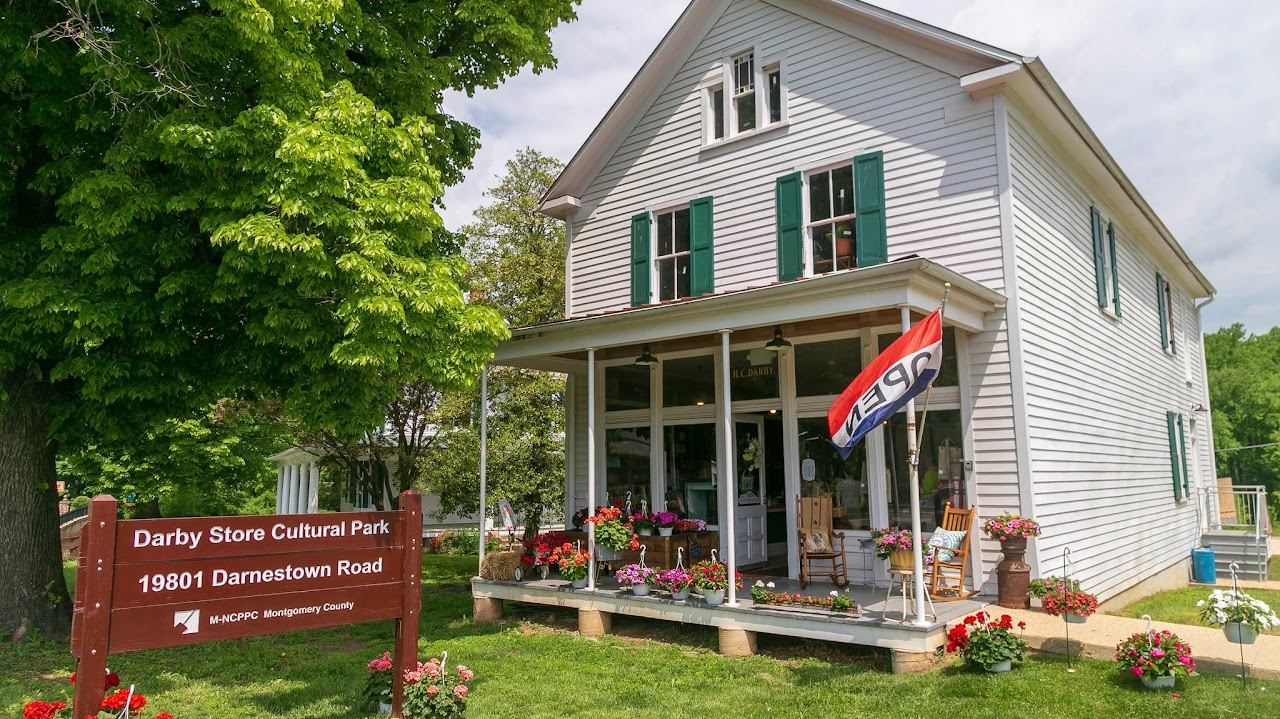 Darby Store Cultural Park
19801 Darnestown Road
M-NCPPC Montgomery County
H.C. DARBY.
OPEN